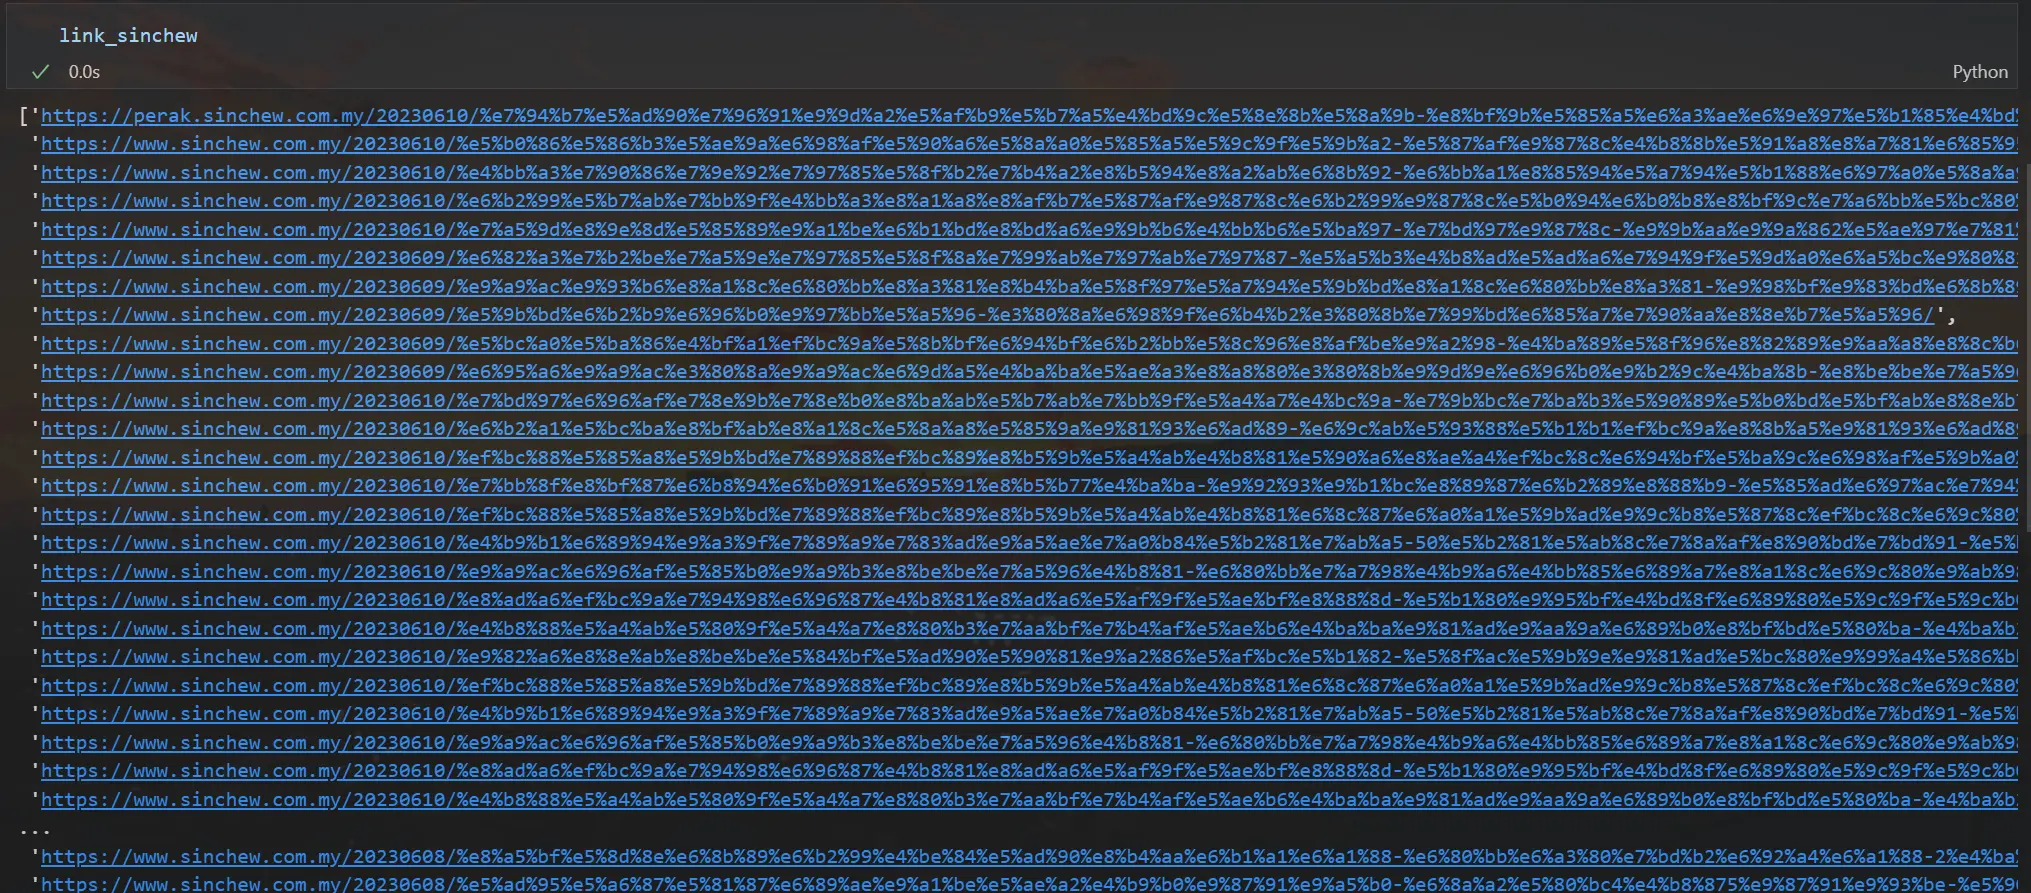 link_sinchew
0.0s
Python
['https://perak.sinchew.com.my/20230610/%e7%94%b7%e5%ad%90%e7%96%91%e9%9d%a2%e5%af%b9%e5%b7%a5%e4%bd%9c%e5%8e%8b%e5%8a%9b-%e8%bf%9b%e5%85%a5%e6%a3%ae%e6%9e%97%e5%b1%85%e4%bd
'https://www.sinchew.com.my/20230610/%e5%b0%86%e5%86%b3%e5%ae%9a%e6%98%af%e5%90%a6%e5%8a%a0%e5%85%a5%e5%9c%9f%e5%9b%a2-%e5%87%af%e9%87%8c%e4%b8%8b%e5%91%a8%e8%a7%81%e6%85%9
'https://www.sinchew.com.my/20230610/%e4%bb%a3%e7%90%86%e7%9e%92%e7%97%85%e5%8f%b2%e7%b4%a2%e8%b5%94%e8%a2%ab%e6%8b%92-%e6%bb%a1%e8%85%94%e5%a7%94%e5%b1%88%e6%97%a0%e5%8a%a
'https://www.sinchew.com.my/20230610/%e6%b2%99%e5%b7%ab%e7%bb%9f%e4%bb%a3%e8%a1%a8%e8%af%b7%e5%87%af%e9%87%8c%e6%b2%99%e9%87%8c%e5%b0%94%e6%b0%b8%e8%bf%9c%e7%a6%bb%e5%bc%80
'https://www.sinchew.com.my/20230610/%e7%a5%9d%e8%9e%8d%e5%85%89%e9%a1%be%e6%b1%bd%e8%bd%a6%e9%9b%b6%e4%bb%b6%e5%ba%97-%e7%bd%97%e9%87%8c-%e9%9b%aa%e9%9a%862%e5%ae%97%e7%81
'https://www.sinchew.com.my/20230609/%e6%82%a3%e7%b2%be%e7%a5%9e%e7%97%85%e5%8f%8a%e7%99%ab%e7%97%ab%e7%97%87-%e5%a5%b3%e4%b8%ad%e5%ad%a6%e7%94%9f%e5%9d%a0%e6%a5%bc%e9%80%8
'https://www.sinchew.com.my/20230609/%e9%a9%ac%e9%93%b6%e8%a1%8c%e6%80%bb%e8%a3%81%e8%b4%ba%e5%8f%97%e5%a7%94%e5%9b%bd%e8%a1%8c%e6%80%bb%e8%a3%81-%e9%98%bf%e9%83%bd%e6%8b%8
'https://www.sinchew.com.my/20230609/%e5%9b%bd%e6%b2%b9%e6%96%b0%e9%97%bb%e5%a5%96-%e3%80%8a%e6%98%9f%e6%b4%b2%e3%80%8b%e7%99%bd%e6%85%a7%e7%90%aa%e8%8e%b7%e5%a5%96/',
'https://www.sinchew.com.my/20230609/%e5%bc%a0%e5%ba%86%e4%bf%a1%ef%bc%9a%e5%8b%bf%e6%94%bf%e6%b2%bb%e5%8c%96%e8%af%be%e9%a2%98-%e4%ba%89%e5%8f%96%e8%82%89%e9%aa%a8%e8%8c%b
'https://www.sinchew.com.my/20230609/%e6%95%a6%e9%a9%ac%e3%80%8a%e9%a9%ac%e6%9d%a5%e4%ba%ba%e5%ae%a3%e8%a8%80%e3%80%8b%e9%9d%9e%e6%96%b0%e9%b2%9c%e4%ba%8b-%e8%be%be%e7%a5%9
'https://www.sinchew.com.my/20230610/%e7%bd%97%e6%96%af%e7%8e%9b%e7%8e%b0%e8%ba%ab%e5%b7%ab%e7%bb%9f%e5%a4%a7%e4%bc%9a-%e7%9b%bc%e7%ba%b3%e5%90%89%e5%b0%bd%e5%bf%ab%e8%8e%b
'https://www.sinchew.com.my/20230610/%e6%b2%a1%e5%bc%ba%e8%bf%ab%e8%a1%8c%e5%8a%a8%e5%85%9a%e9%81%93%e6%ad%89-%e6%9c%ab%e5%93%88%e5%b1%b1%ef%bc%9a%e8%8b%a5%e9%81%93%e6%ad%8
'https://www.sinchew.com.my/20230610/%ef%bc%88%e5%85%a8%e5%9b%bd%e7%89%88%ef%bc%89%e8%b5%9b%e5%a4%ab%e4%b8%81%e5%90%a6%e8%ae%a4%ef%bc%8c%e6%94%bf%e5%ba%9c%e6%98%af%e5%9b%a0
'https://www.sinchew.com.my/20230610/%e7%bb%8f%e8%bf%87%e6%b8%94%e6%b0%91%e6%95%91%e8%b5%b77%e4%ba%ba-%e9%92%93%e9%b1%bc%e8%89%87%e6%b2%89%e8%88%b9-%e5%85%ad%e6%97%ac%e7%94
'https://www.sinchew.com.my/20230610/%ef%bc%88%e5%85%a8%e5%9b%bd%e7%89%88%ef%bc%89%e8%b5%9b%e5%a4%ab%e4%b8%81%e6%8c%87%e6%a0%a1%e5%9b%ad%e9%9c%b8%e5%87%8c%ef%bc%8c%e6%9c%80
'https://www.sinchew.com.my/20230610/%e4%b9%b1%e6%89%94%e9%a3%9f%e7%89%a9%e7%83%ad%e9%a5%ae%e7%a0%b84%e5%b2%81%e7%ab%a5-50%e5%b2%81%e5%ab%8c%e7%8a%af%e8%90%bd%e7%bd%91-%e5%
'https://www.sinchew.com.my/20230610/%e9%a9%ac%e6%96%af%e5%85%b0%e9%a9%b3%e8%be%be%e7%a5%96%e4%b8%81-%e6%80%bb%e7%a7%98%e4%b9%a6%e4%bb%85%e6%89%a7%e8%a1%8c%e6%9c%80%e9%ab%9
'https://www.sinchew.com.my/20230610/%e8%ad%a6%ef%bc%9a%e7%94%98%e6%96%87%e4%b8%81%e8%ad%a6%e5%af%9f%e5%ae%bf%e8%88%8d-%e5%b1%80%e9%95%bf%e4%bd%8f%e6%89%80%e5%9c%9f%e5%9c%b
'https://www.sinchew.com.my/20230610/%e4%b8%88%e5%a4%ab%e5%80%9f%e5%a4%a7%e8%80%b3%e7%aa%bf%e7%b4%af%e5%ae%b6%e4%ba%ba%e9%81%ad%e9%aa%9a%e6%89%b0%e8%bf%bd%e5%80%ba-%e4%ba%b
'https://www.sinchew.com.my/20230610/%e9%82%a6%e8%8e%ab%e8%be%be%e5%84%bf%e5%ad%90%e5%90%81%e9%a2%86%e5%af%bc%e5%b1%82-%e5%8f%ac%e5%9b%9e%e9%81%ad%e5%bc%80%e9%99%a4%e5%86%b
'https://www.sinchew.com.my/20230610/%ef%bc%88%e5%85%a8%e5%9b%bd%e7%89%88%ef%bc%89%e8%b5%9b%e5%a4%ab%e4%b8%81%e6%8c%87%e6%a0%a1%e5%9b%ad%e9%9c%b8%e5%87%8c%ef%bc%8c%e6%9c%80
'https://www.sinchew.com.my/20230610/%e4%b9%b1%e6%89%94%e9%a3%9f%e7%89%a9%e7%83%ad%e9%a5%ae%e7%a0%b84%e5%b2%81%e7%ab%a5-50%e5%b2%81%e5%ab%8c%e7%8a%af%e8%90%bd%e7%bd%91-%e5%
'https://www.sinchew.com.my/20230610/%e9%a9%ac%e6%96%af%e5%85%b0%e9%a9%b3%e8%be%be%e7%a5%96%e4%b8%81-%e6%80%bb%e7%a7%98%e4%b9%a6%e4%bb%85%e6%89%a7%e8%a1%8c%e6%9c%80%e9%ab%9
'https://www.sinchew.com.my/20230610/%e8%ad%a6%ef%bc%9a%e7%94%98%e6%96%87%e4%b8%81%e8%ad%a6%e5%af%9f%e5%ae%bf%e8%88%8d-%e5%b1%80%e9%95%bf%e4%bd%8f%e6%89%80%e5%9c%9f%e5%9c%b
'https://www.sinchew.com.my/20230610/%e4%b8%88%e5%a4%ab%e5%80%9f%e5%a4%a7%e8%80%b3%e7%aa%bf%e7%b4%af%e5%ae%b6%e4%ba%ba%e9%81%ad%e9%aa%9a%e6%89%b0%e8%bf%bd%e5%80%ba-%e4%ba%b
...
'https://www.sinchew.com.my/20230608/%e8%a5%bf%e5%8d%8e%e6%8b%89%e6%b2%99%e4%be%84%e5%ad%90%e8%b4%aa%e6%b1%a1%e6%a1%88-%e6%80%bb%e6%a3%80%e7%bd%b2%e6%92%a4%e6%a1%88-2%e4%ba
'https://www.sinchew.com.my/20230608/%e5%ad%95%e5%a6%87%e5%81%87%e6%89%ae%e9%a1%be%e5%ae%a2%e4%b9%b0%e9%87%91%e9%a5%b0-%e6%8a%a2%e5%80%bc4%e4%b8%875%e9%87%91%e9%93%be-%e5%9